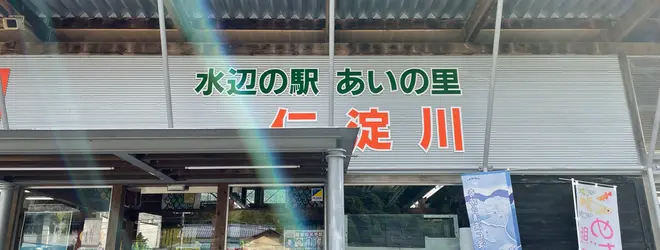 水辺の駅 あいの里
仁淀川